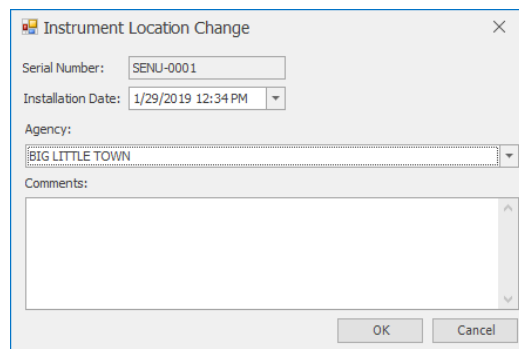 Instrument Location Change
Serial Number: SENU-0001
Installation Date: 1/29/2019 12:34 PM
Agency:
BIG LITTLE TOWN
Comments:
OK Cancel